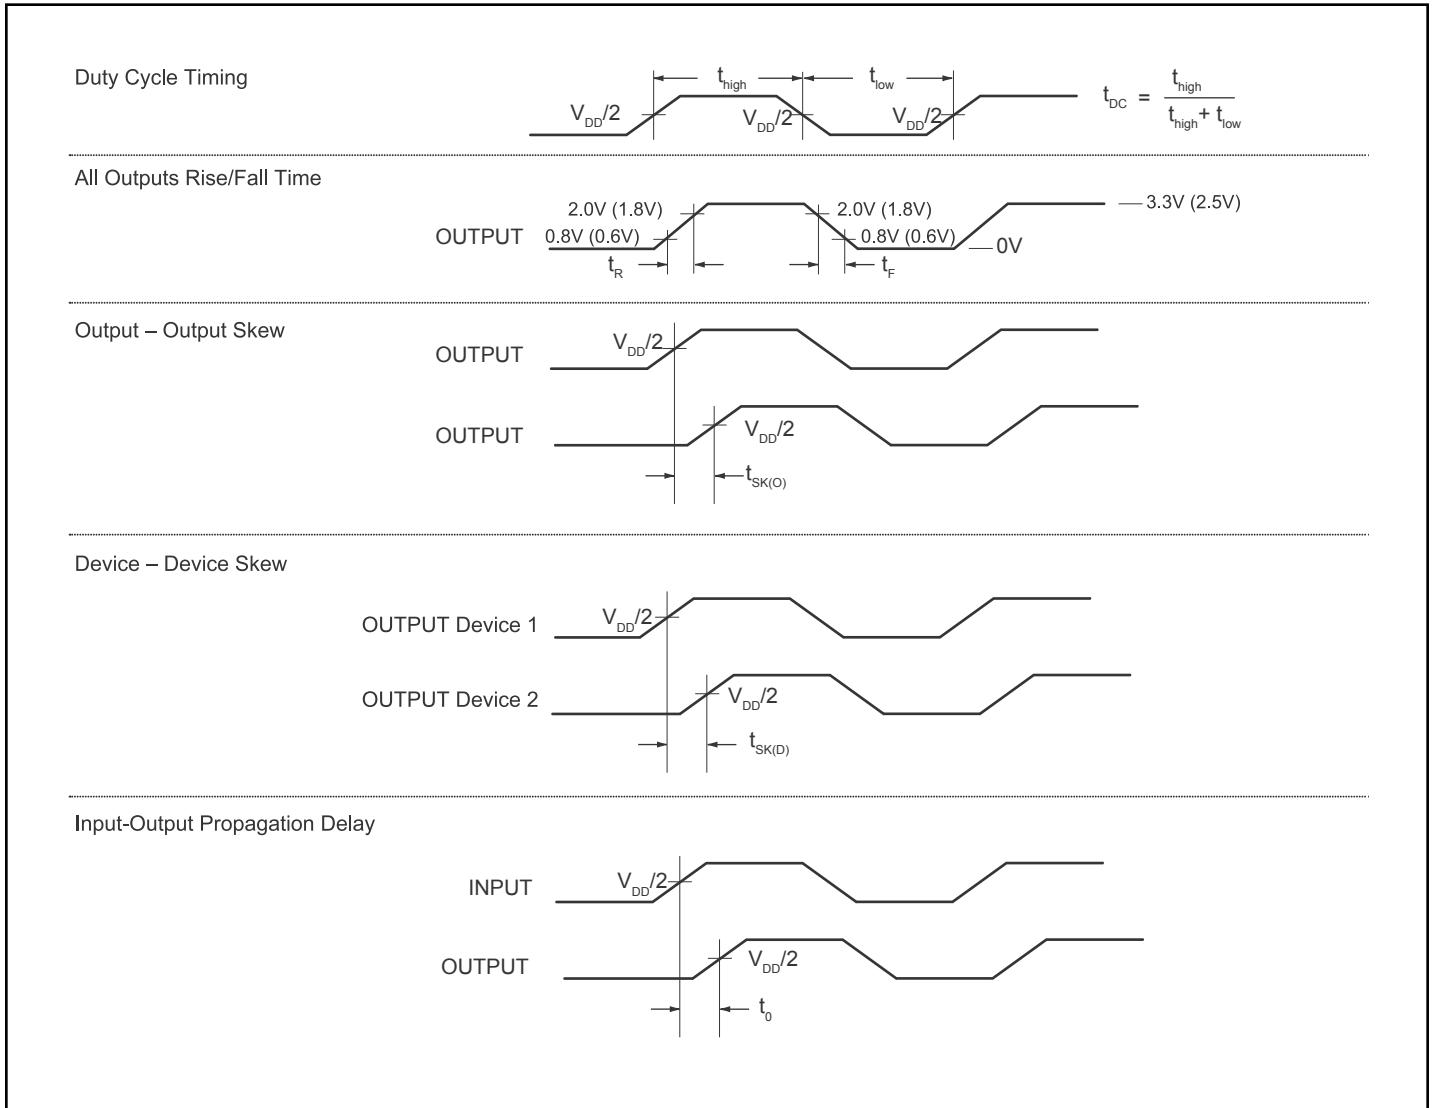 Duty Cycle Timing
t_high t_low
V_DD/2 V_DD/2 V_DD/2
t_DC = t_high / t_high + t_low
All Outputs Rise/Fall Time
2.0V (1.8V) 2.0V (1.8V) 3.3V (2.5V)
OUTPUT 0.8V (0.6V) 0.8V (0.6V) 0V
t_R t_F
Output – Output Skew
OUTPUT V_DD/2
OUTPUT V_DD/2
t_SK(O)
Device – Device Skew
OUTPUT Device 1 V_DD/2
OUTPUT Device 2 V_DD/2
t_SK(D)
Input-Output Propagation Delay
INPUT V_DD/2
OUTPUT V_DD/2
t_0